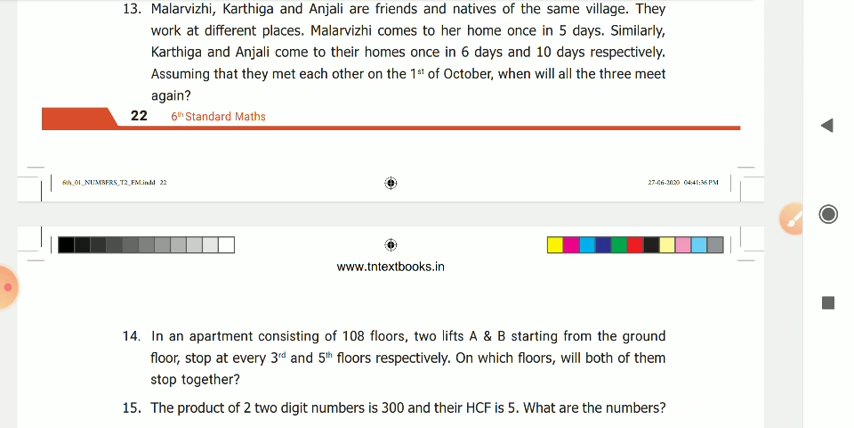 13. Malarvizhi, Karthiga and Anjali are friends and natives of the same village. They
work at different places. Malarvizhi comes to her home once in 5 days. Similarly,
Karthiga and Anjali come to their homes once in 6 days and 10 days respectively.
Assuming that they met each other on the 1st of October, when will all the three meet
again?
22 6th Standard Maths
6th_01_NUMBERS_T2_EM.indd 22 27-06-2020 04:41:36 PM
www.tntextbooks.in
14. In an apartment consisting of 108 floors, two lifts A & B starting from the ground
floor, stop at every 3rd and 5th floors respectively. On which floors, will both of them
stop together?
15. The product of 2 two digit numbers is 300 and their HCF is 5. What are the numbers?